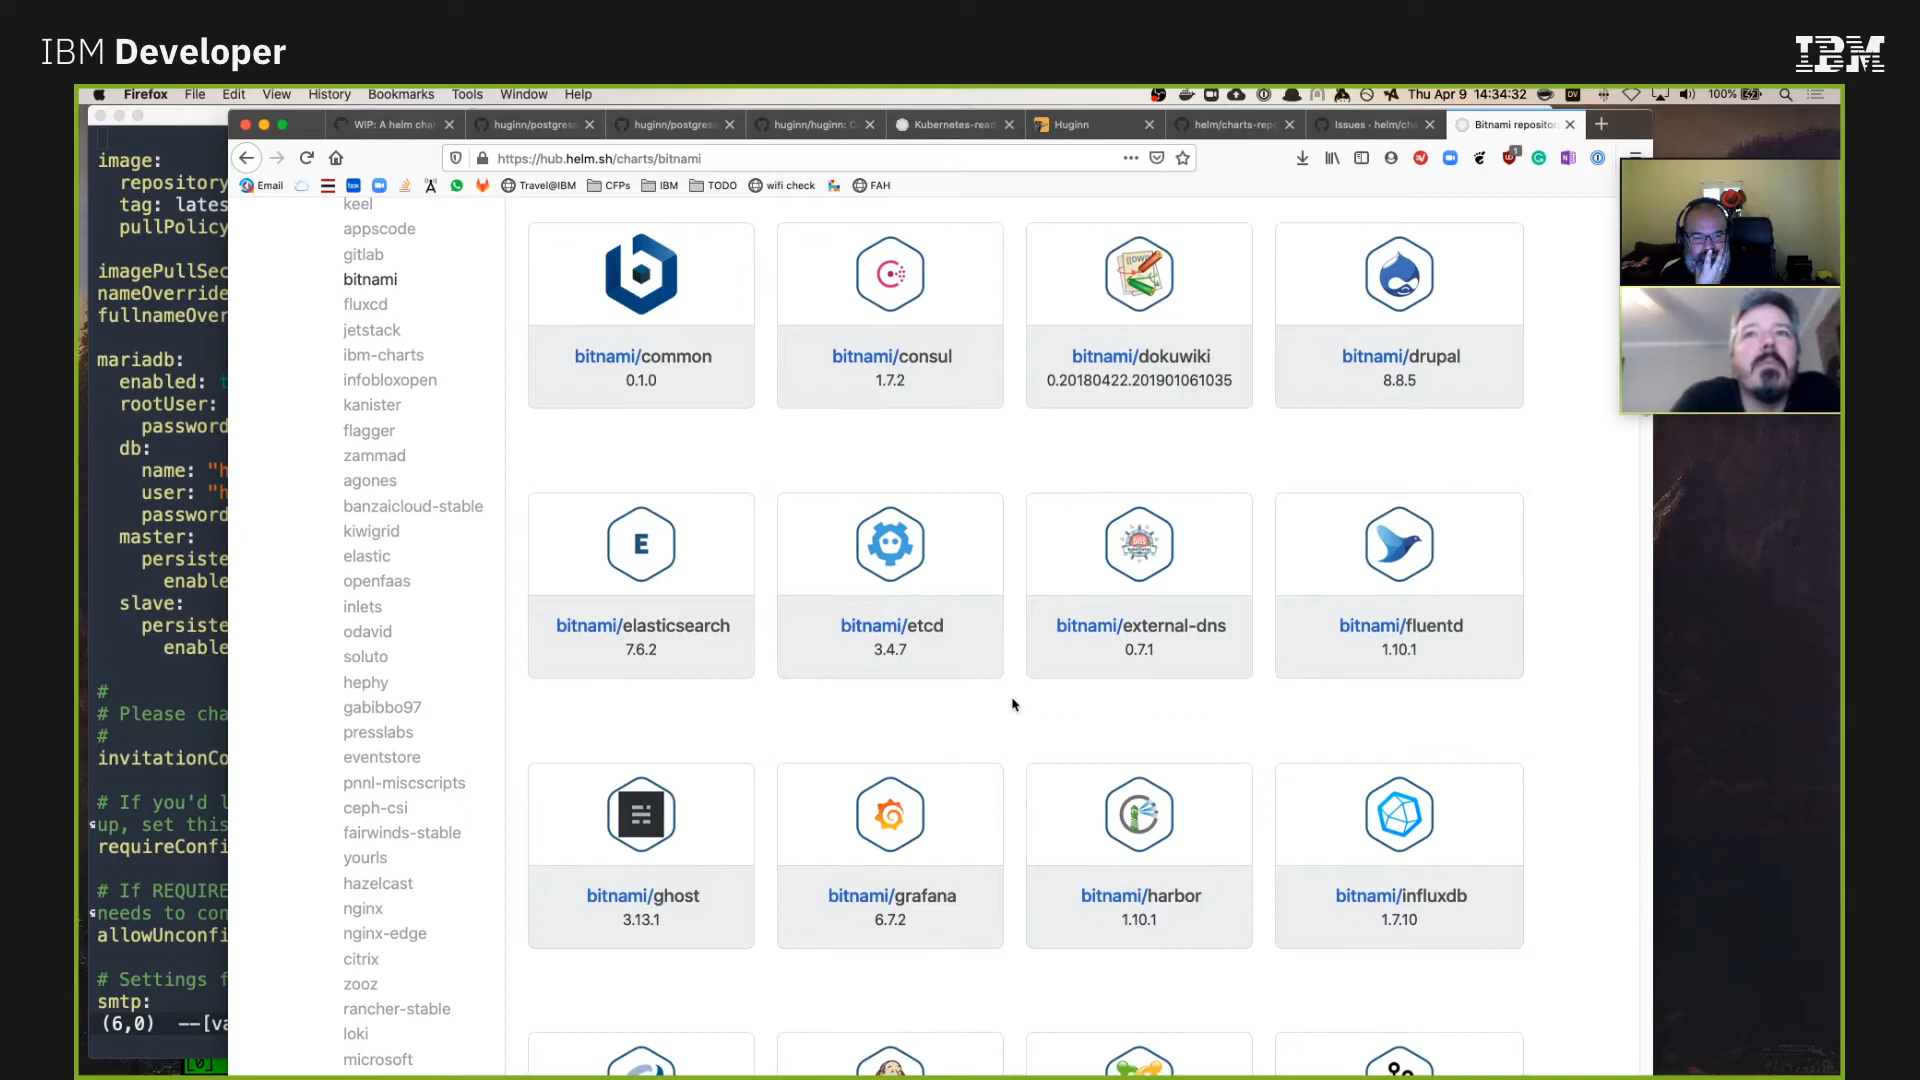 IBM Developer
IBM
Firefox File Edit View History Bookmarks Tools Window Help
Thu Apr 9 14:34:32
100%
WIP: A helm cha
huginn/postgres
huginn/postgres
huginn/huginn: C
Kubernetes-rea
Huginn
helm/charts-rep
Issues · helm/ch
Bitnami repositor
https://hub.helm.sh/charts/bitnami
Email
Travel@IBM
CFPs
IBM
TODO
wifi check
FAH
image:
repository
tag: lates
pullPolicy
imagePullSec
nameOverride
fullnameOver
mariadb:
enabled: t
rootUser:
password
db:
name: "h
user: "h
password
master:
persiste
enable
slave:
persiste
enable
#
# Please cha
#
invitationCo
# If you'd l
up, set this
requireConfi
# If REQUIRE
needs to con
allowUnconfi
# Settings f
smtp:
(6,0) --[va
[0]
keel
appscode
gitlab
bitnami
fluxcd
jetstack
ibm-charts
infobloxopen
kanister
flagger
zammad
agones
banzaicloud-stable
kiwigrid
elastic
openfaas
inlets
odavid
soluto
hephy
gabibbo97
presslabs
eventstore
pnnl-miscscripts
ceph-csi
fairwinds-stable
yourls
hazelcast
nginx
nginx-edge
citrix
zooz
rancher-stable
loki
microsoft
bitnami/common
0.1.0
bitnami/consul
1.7.2
bitnami/dokuwiki
0.20180422.201901061035
bitnami/drupal
8.8.5
E
bitnami/elasticsearch
7.6.2
bitnami/etcd
3.4.7
bitnami/external-dns
0.7.1
bitnami/fluentd
1.10.1
bitnami/ghost
3.13.1
bitnami/grafana
6.7.2
bitnami/harbor
1.10.1
bitnami/influxdb
1.7.10